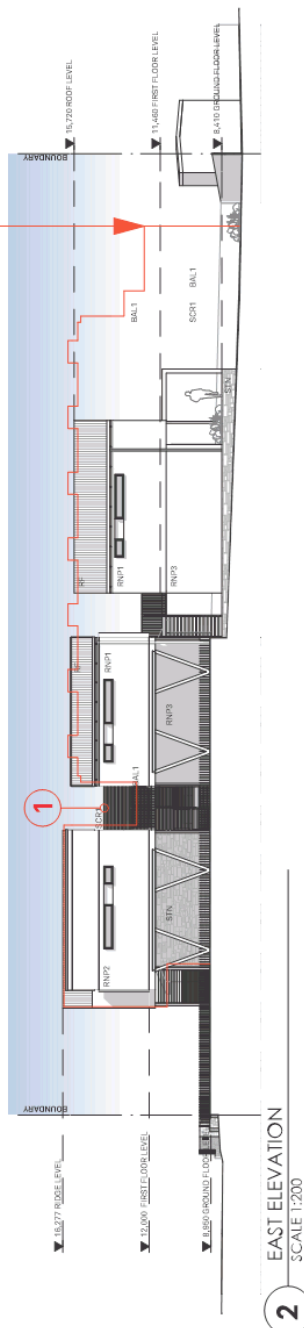 BOUNDARY
BOUNDARY
15,720 ROOF LEVEL
16,277 RIDGE LEVEL
1
SCR1
RF
RF
RNP2
RNP1
RNP1
BAL1
BAL1
12,000 FIRST FLOOR LEVEL
11,460 FIRST FLOOR LEVEL
STN
RNP3
RNP3
SCR1
BAL1
STN
8,950 GROUND FLOOR
8,410 GROUND FLOOR LEVEL
2
EAST ELEVATION
SCALE 1:200